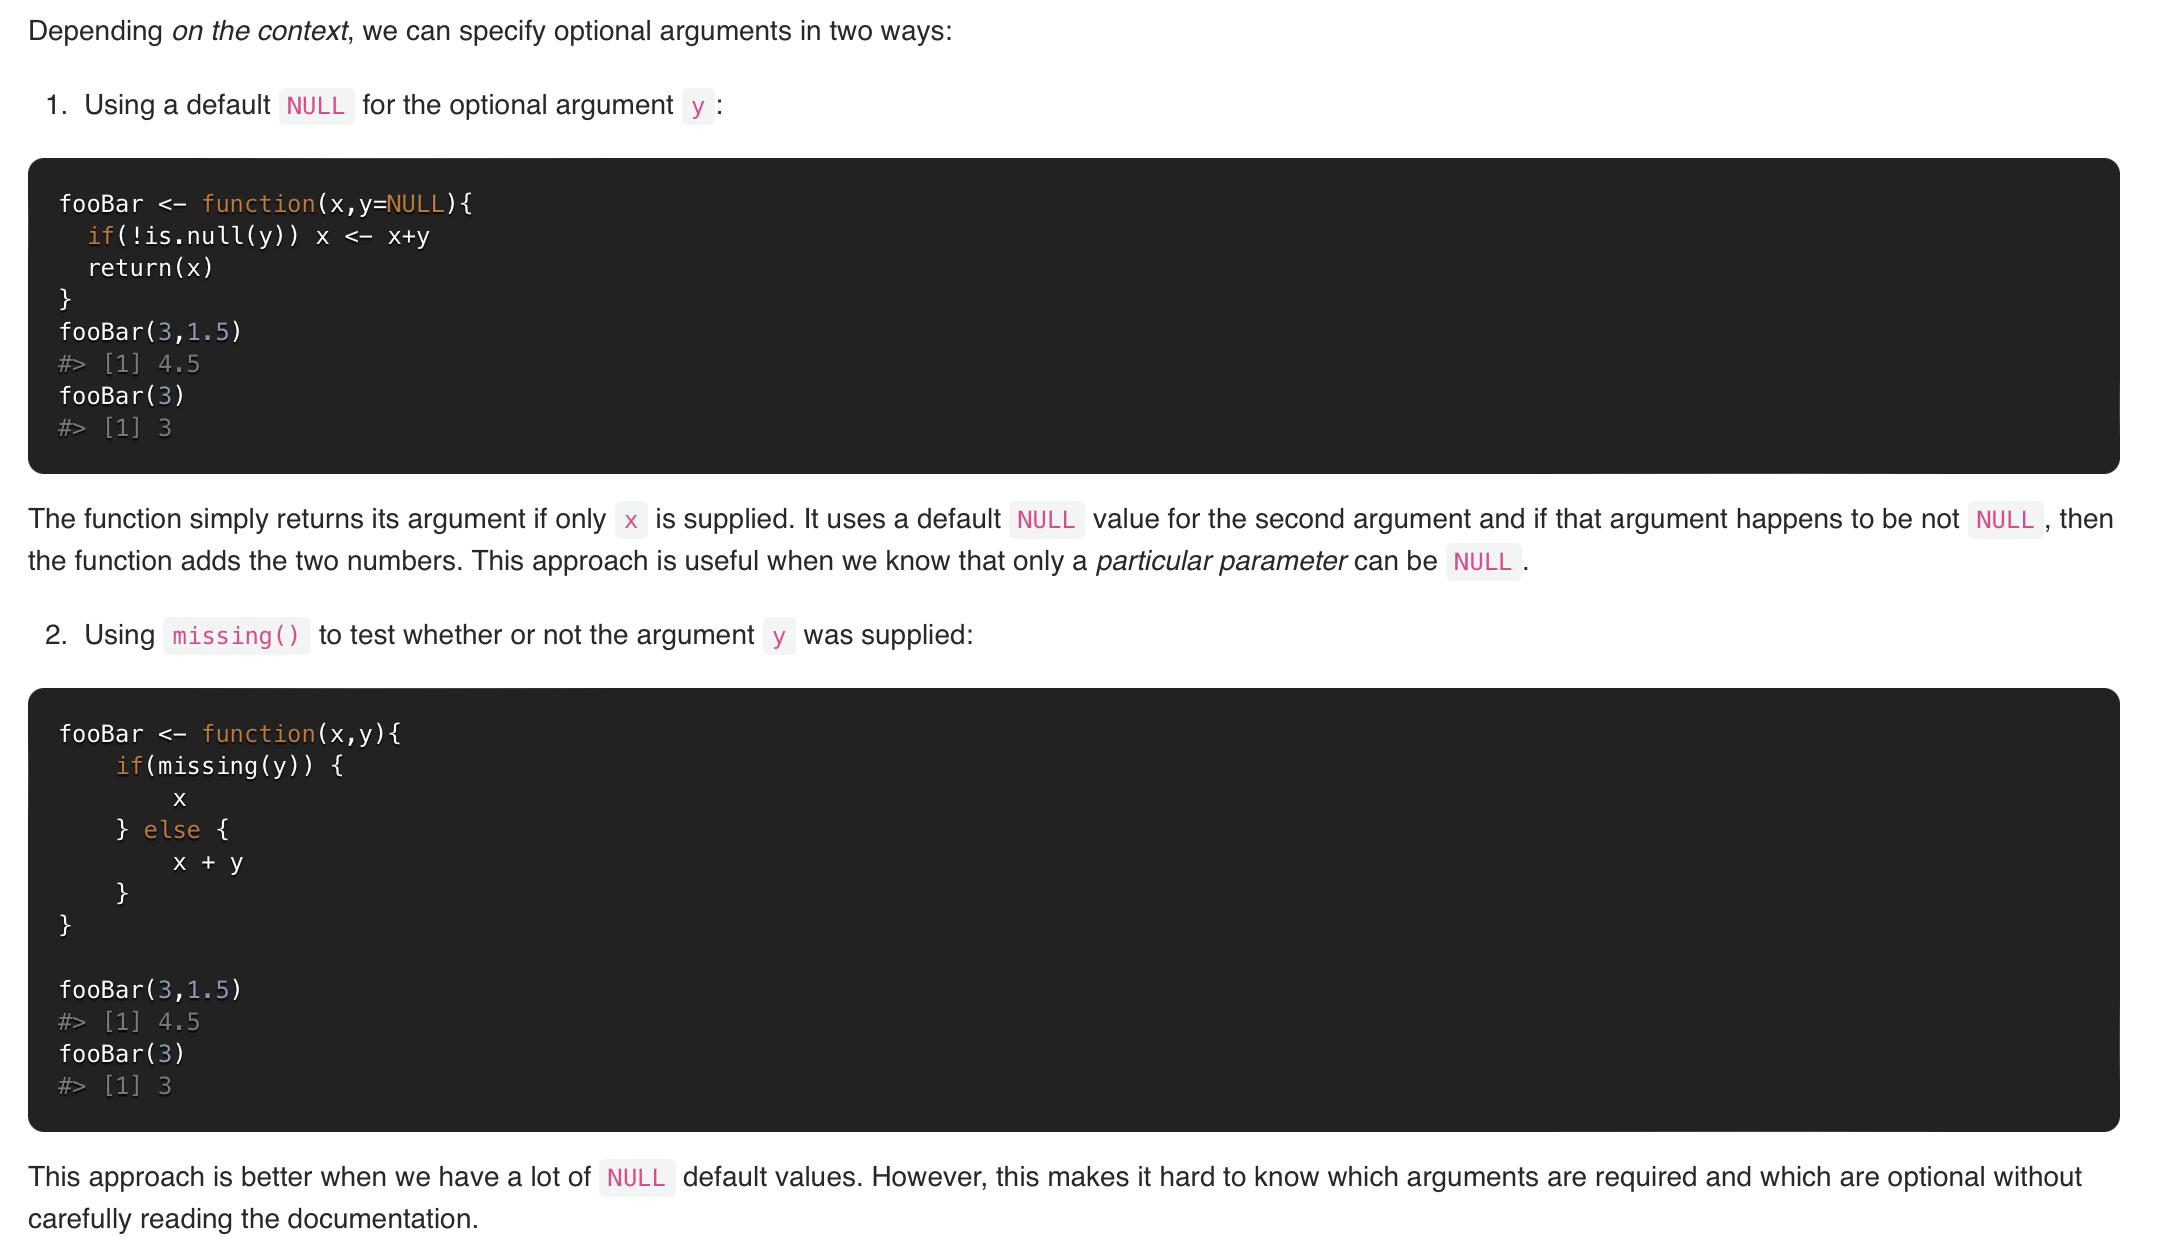 Depending on the context, we can specify optional arguments in two ways:
1. Using a default NULL for the optional argument y :
fooBar <- function(x,y=NULL){
  if(!is.null(y)) x <- x+y
  return(x)
}
fooBar(3,1.5)
#> [1] 4.5
fooBar(3)
#> [1] 3
The function simply returns its argument if only x is supplied. It uses a default NULL value for the second argument and if that argument happens to be not NULL , then
the function adds the two numbers. This approach is useful when we know that only a particular parameter can be NULL .
2. Using missing() to test whether or not the argument y was supplied:
fooBar <- function(x,y){
    if(missing(y)) {
        x
    } else {
        x + y
    }
}
fooBar(3,1.5)
#> [1] 4.5
fooBar(3)
#> [1] 3
This approach is better when we have a lot of NULL default values. However, this makes it hard to know which arguments are required and which are optional without
carefully reading the documentation.